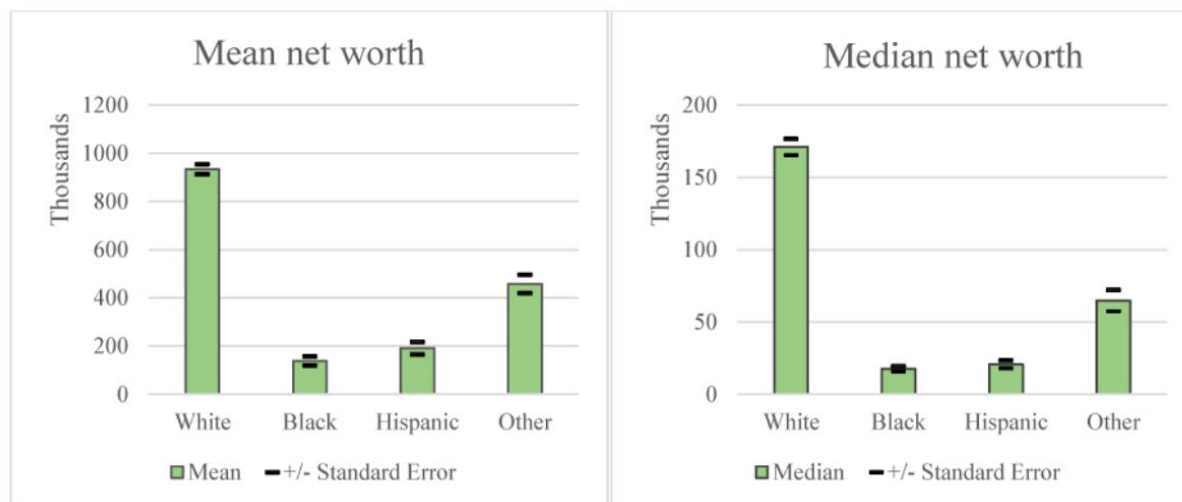 Mean net worth
Thousands
1200
1000
800
600
400
200
0
White Black Hispanic Other
Mean +/- Standard Error
Median net worth
Thousands
200
150
100
50
0
White Black Hispanic Other
Median +/- Standard Error